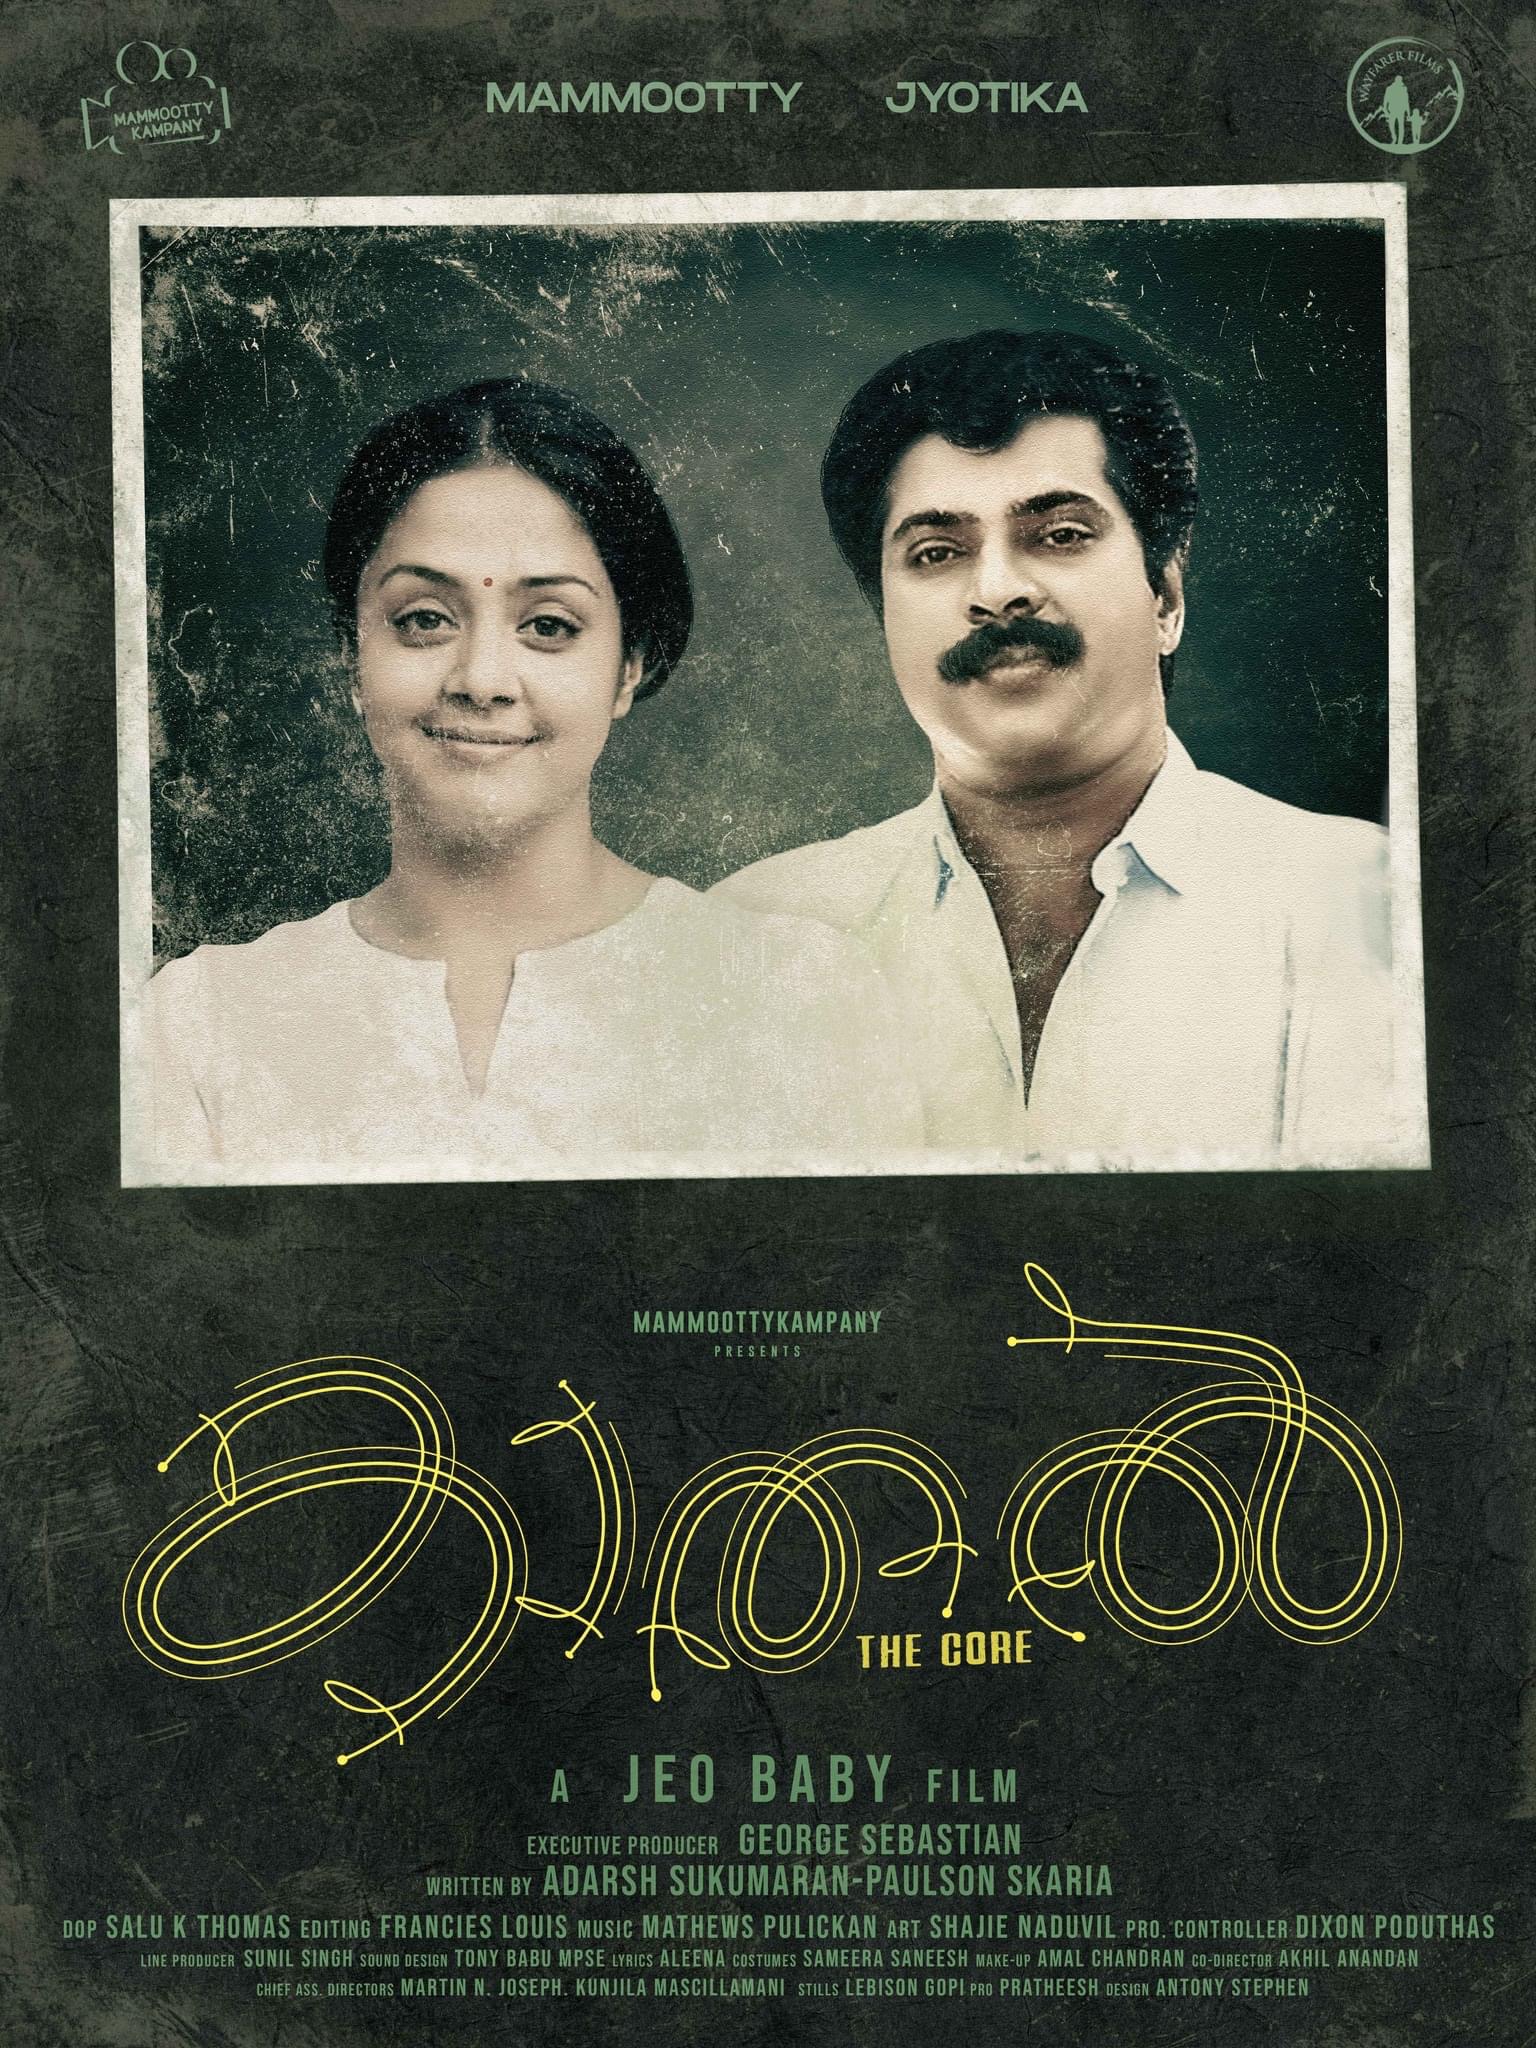 MAMMOOTTY KAMPANY
MAMMOOTTY JYOTIKA
WAYFARER FILMS
MAMMOOTTYKAMPANY
PRESENTS
കാതൽ
THE CORE
A JEO BABY FILM
EXECUTIVE PRODUCER GEORGE SEBASTIAN
WRITTEN BY ADARSH SUKUMARAN-PAULSON SKARIA
DOP SALU K THOMAS EDITING FRANCIES LOUIS MUSIC MATHEWS PULICKAN ART SHAJIE NADUVIL PRO. CONTROLLER DIXON PODUTHAS
LINE PRODUCER SUNIL SINGH SOUND DESIGN TONY BABU MPSE LYRICS ALEENA COSTUMES SAMEERA SANEESH MAKE-UP AMAL CHANDRAN CO-DIRECTOR AKHIL ANANDAN
CHIEF ASS. DIRECTORS MARTIN N. JOSEPH. KUNJILA MASCILLAMANI STILLS LEBISON GOPI PRO PRATHEESH DESIGN ANTONY STEPHEN